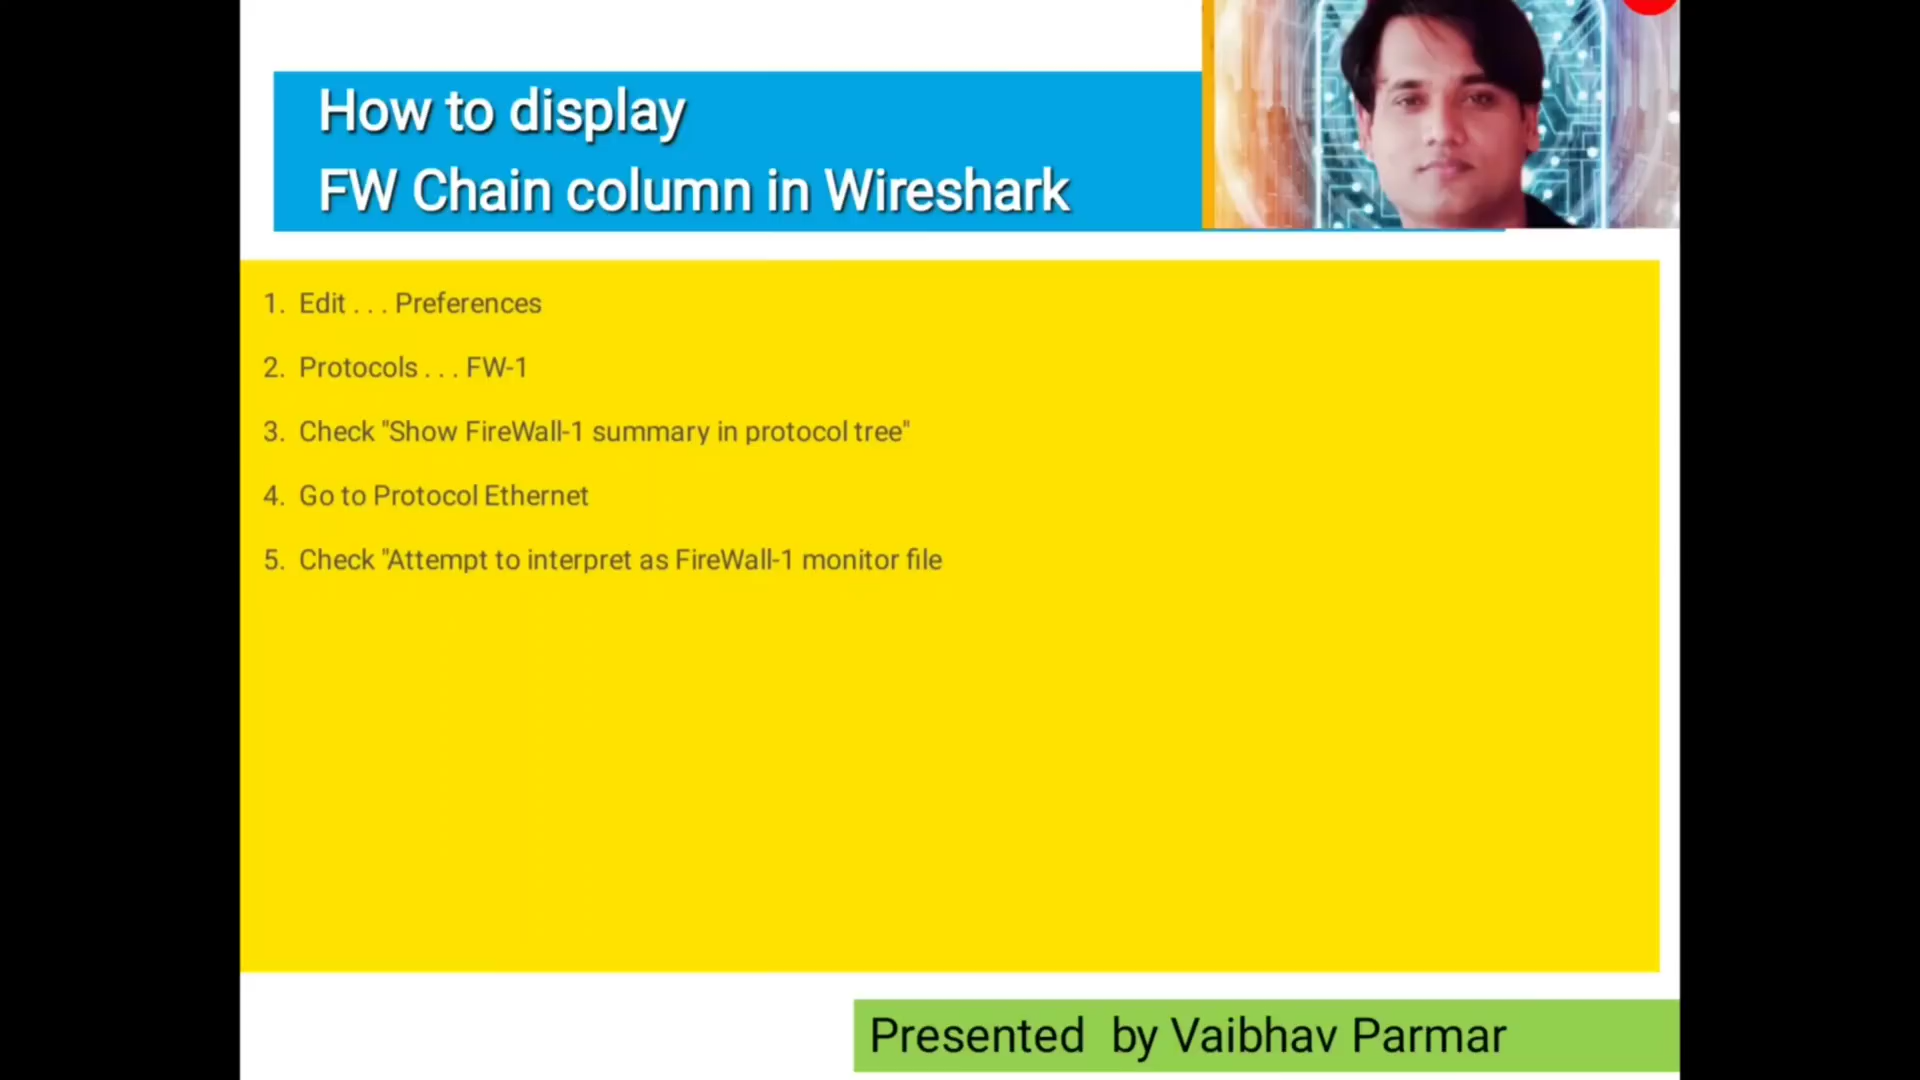 How to display
FW Chain column in Wireshark
1. Edit . . . Preferences
2. Protocols . . . FW-1
3. Check "Show FireWall-1 summary in protocol tree"
4. Go to Protocol Ethernet
5. Check "Attempt to interpret as FireWall-1 monitor file
Presented by Vaibhav Parmar